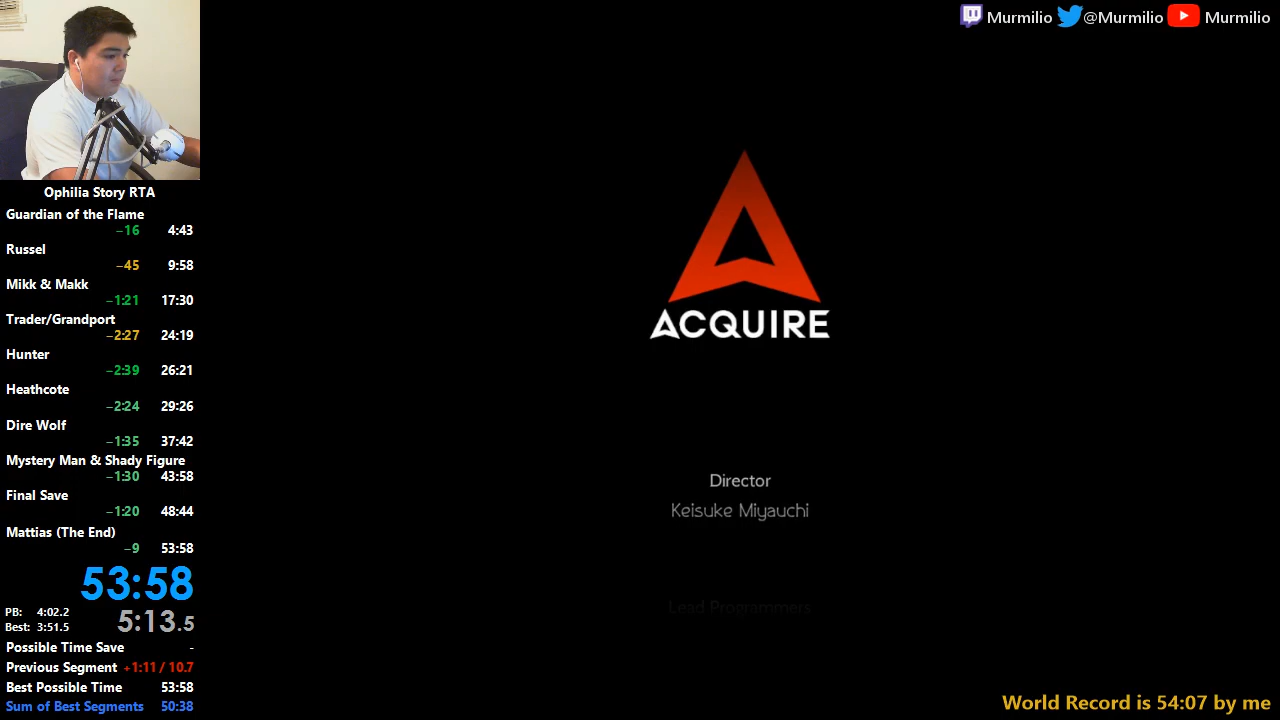 Murmilio @Murmilio Murmilio
Ophilia Story RTA
Guardian of the Flame
−16 4:43
Russel
−45 9:58
Mikk & Makk
−1:21 17:30
Trader/Grandport
−2:27 24:19
Hunter
−2:39 26:21
Heathcote
−2:24 29:26
Dire Wolf
−1:35 37:42
Mystery Man & Shady Figure
−1:30 43:58
Final Save
−1:20 48:44
Mattias (The End)
−9 53:58
53:58
PB: 4:02.2
Best: 3:51.5
5:13.5
Possible Time Save -
Previous Segment +1:11 / 10.7
Best Possible Time 53:58
Sum of Best Segments 50:38
ACQUIRE
Director
Keisuke Miyauchi
Lead Programmers
World Record is 54:07 by me